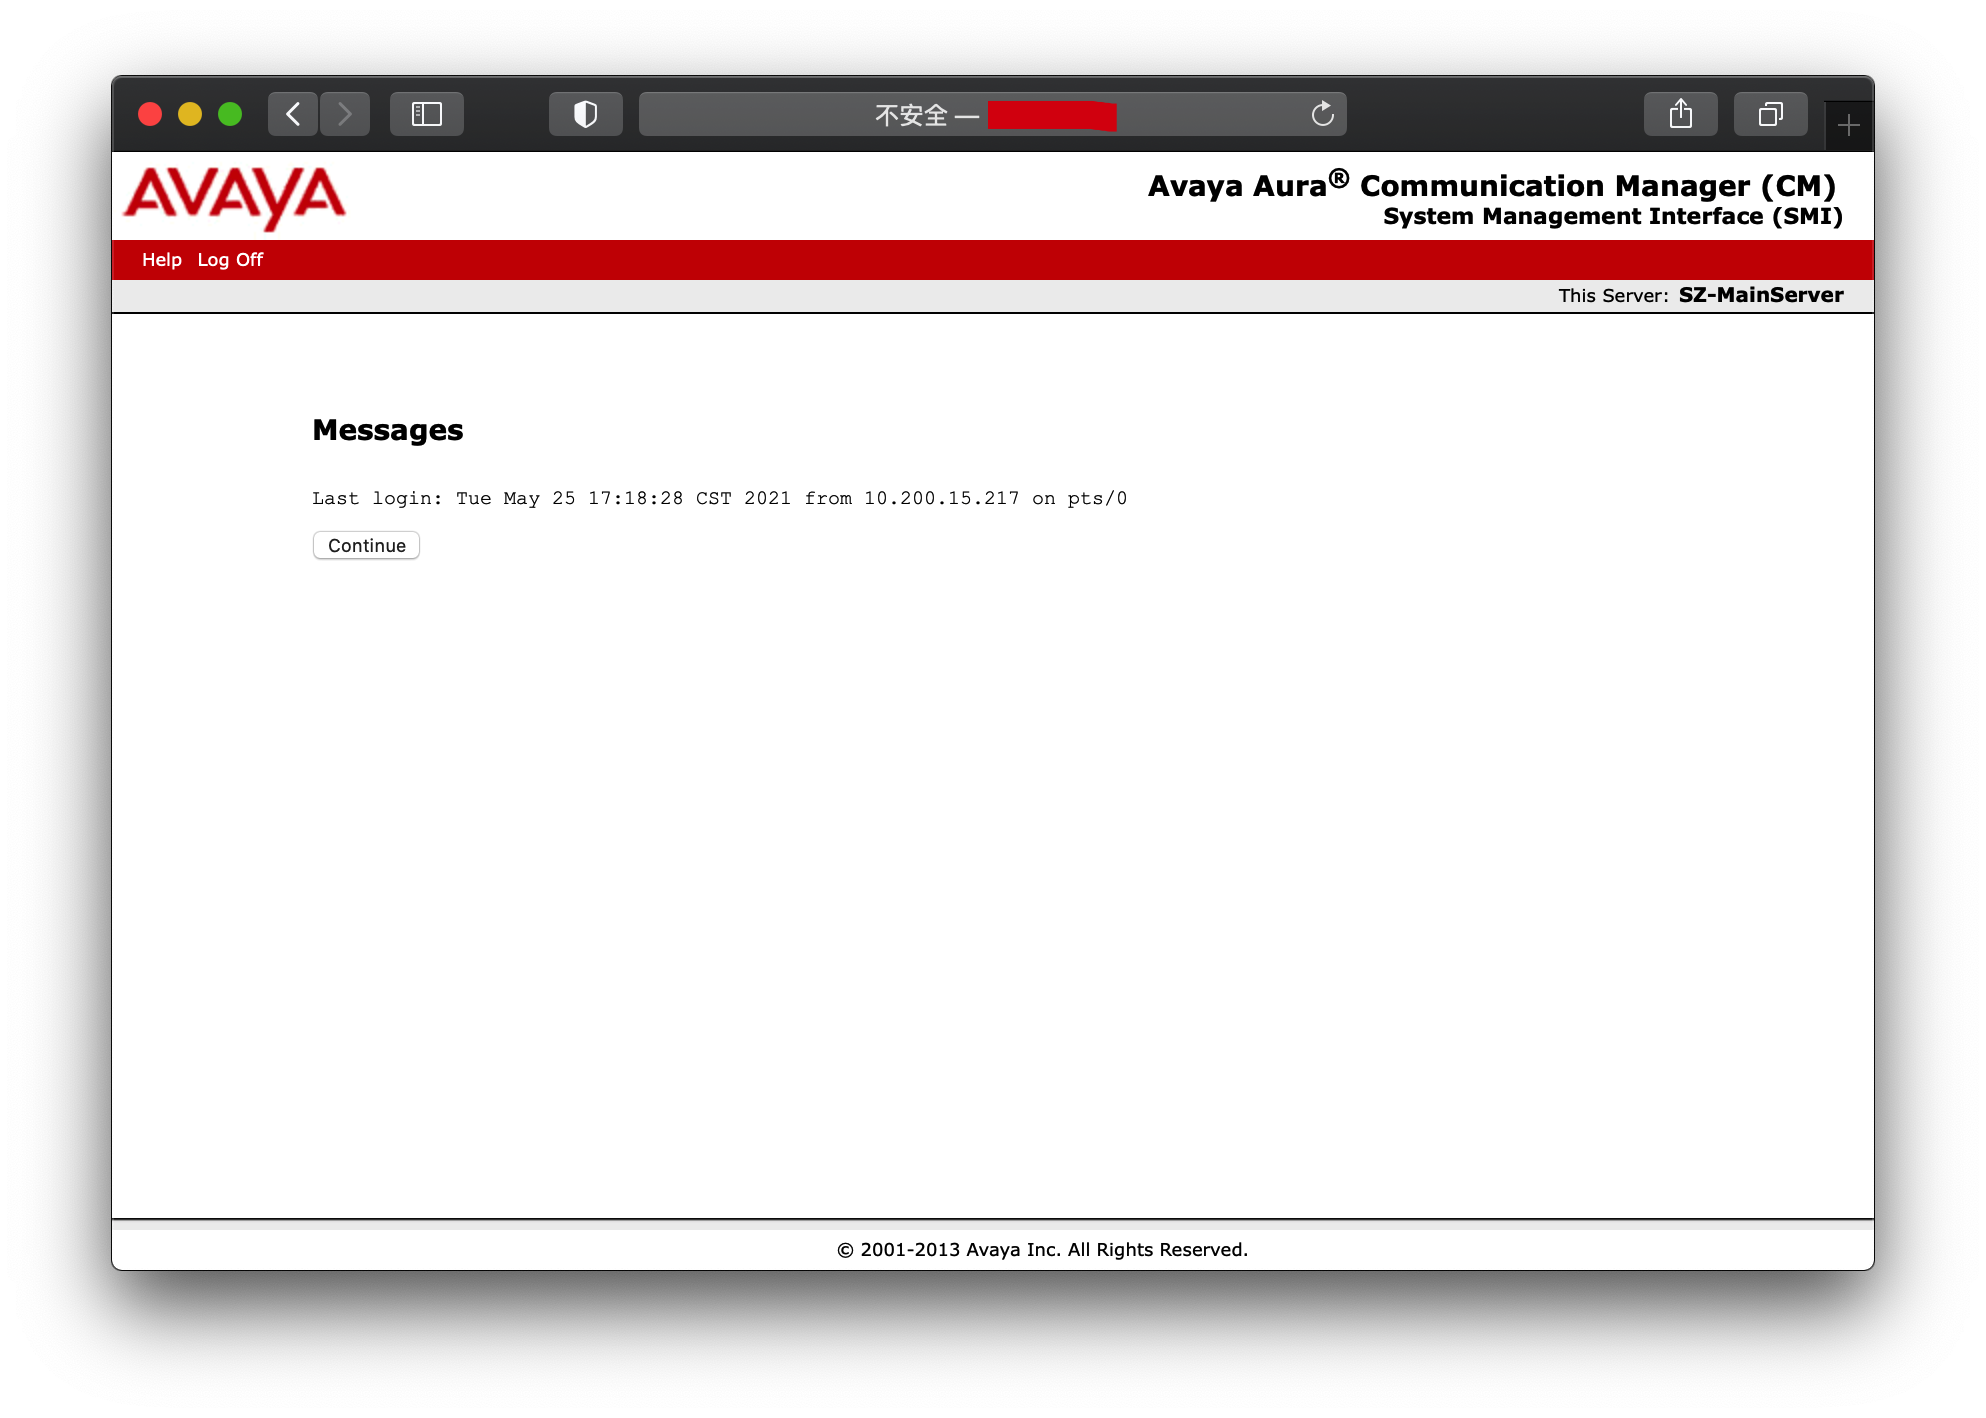 不安全 —
AVAYA
Avaya Aura® Communication Manager (CM)
System Management Interface (SMI)
Help Log Off
This Server: SZ-MainServer
Messages
Last login: Tue May 25 17:18:28 CST 2021 from 10.200.15.217 on pts/0
Continue
© 2001-2013 Avaya Inc. All Rights Reserved.